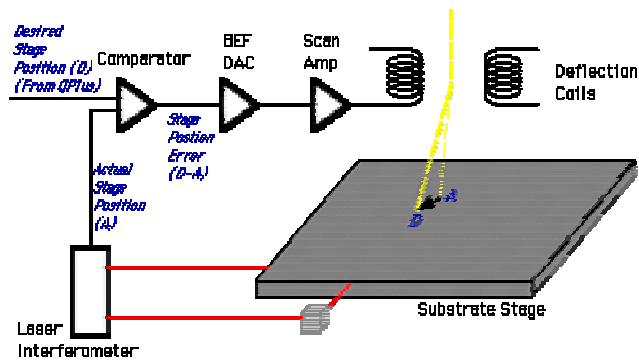 Desired
Stage
Position (D)
(From QPlus)
Comparator
BEF
DAC
Scan
Amp
Deflection
Coils
Stage
Postion
Error
(D-A)
Actual
Stage
Position
(A)
A
D
Substrate Stage
Laser
Interferometer